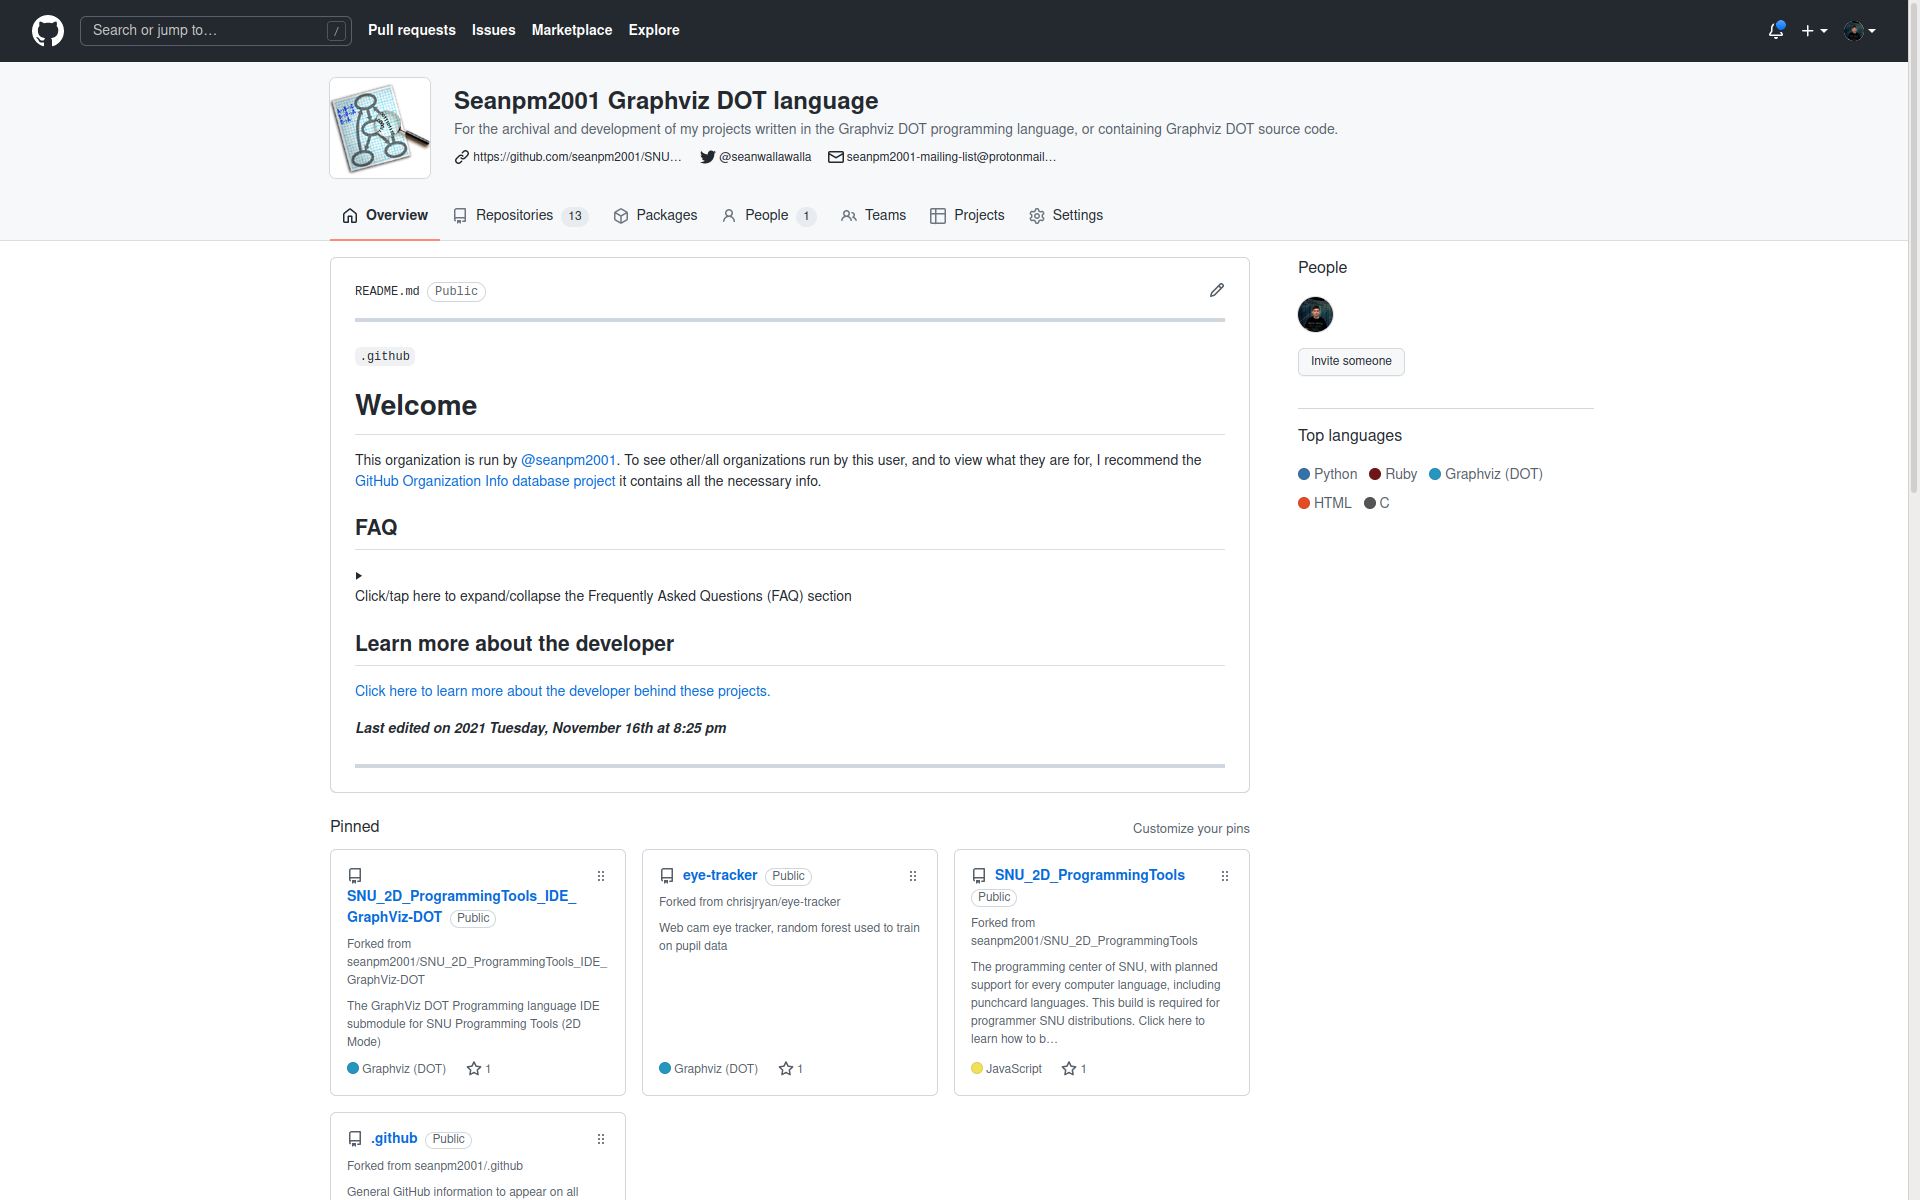 Search or jump to… /
Pull requests
Issues
Marketplace
Explore
Seanpm2001 Graphviz DOT language
For the archival and development of my projects written in the Graphviz DOT programming language, or containing Graphviz DOT source code.
https://github.com/seanpm2001/SNU… @seanwallawalla seanpm2001-mailing-list@protonmail…
Overview
Repositories 13
Packages
People 1
Teams
Projects
Settings
README.md Public
.github
Welcome
This organization is run by @seanpm2001. To see other/all organizations run by this user, and to view what they are for, I recommend the
GitHub Organization Info database project it contains all the necessary info.
FAQ
Click/tap here to expand/collapse the Frequently Asked Questions (FAQ) section
Learn more about the developer
Click here to learn more about the developer behind these projects.
Last edited on 2021 Tuesday, November 16th at 8:25 pm
People
Invite someone
Top languages
Python Ruby Graphviz (DOT)
HTML C
Pinned
Customize your pins
SNU_2D_ProgrammingTools_IDE_
GraphViz-DOT Public
Forked from
seanpm2001/SNU_2D_ProgrammingTools_IDE_
GraphViz-DOT
The GraphViz DOT Programming language IDE
submodule for SNU Programming Tools (2D
Mode)
Graphviz (DOT) 1
eye-tracker Public
Forked from chrisjryan/eye-tracker
Web cam eye tracker, random forest used to train
on pupil data
Graphviz (DOT) 1
SNU_2D_ProgrammingTools
Public
Forked from
seanpm2001/SNU_2D_ProgrammingTools
The programming center of SNU, with planned
support for every computer language, including
punchcard languages. This build is required for
programmer SNU distributions. Click here to
learn how to b…
JavaScript 1
.github Public
Forked from seanpm2001/.github
General GitHub information to appear on all